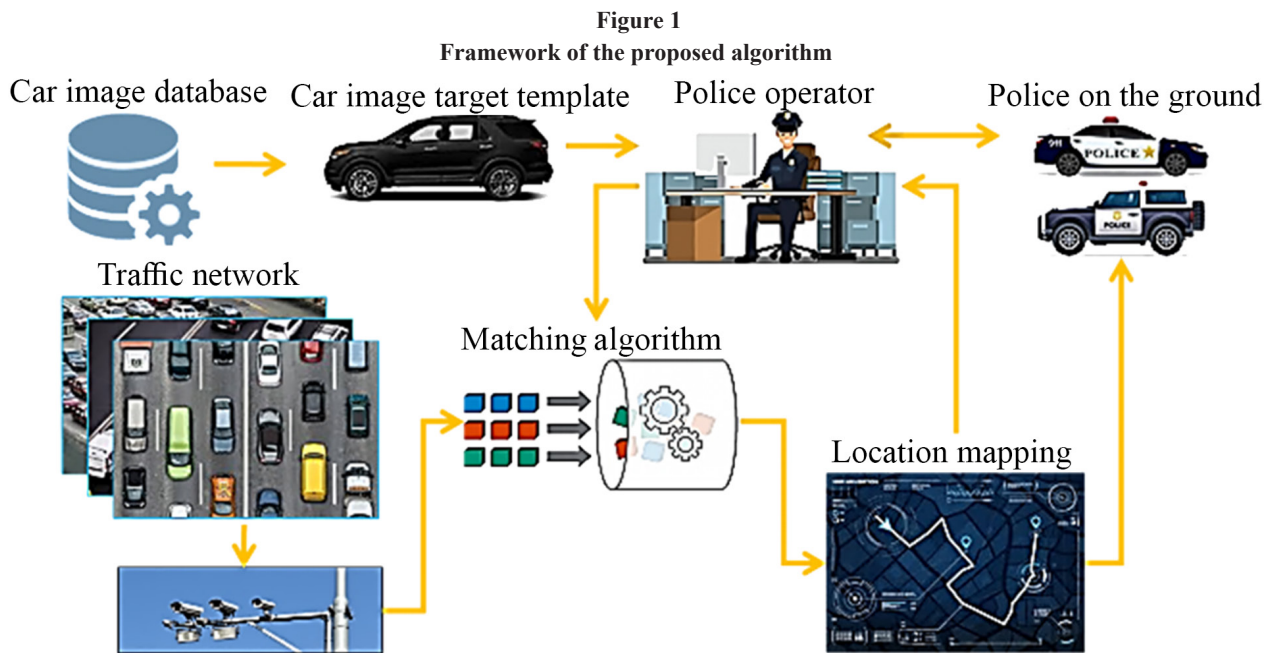 Figure 1
Framework of the proposed algorithm
Car image database
Car image target template
Police operator
Police on the ground
911
POLICE
POLICE
Traffic network
Matching algorithm
Location mapping